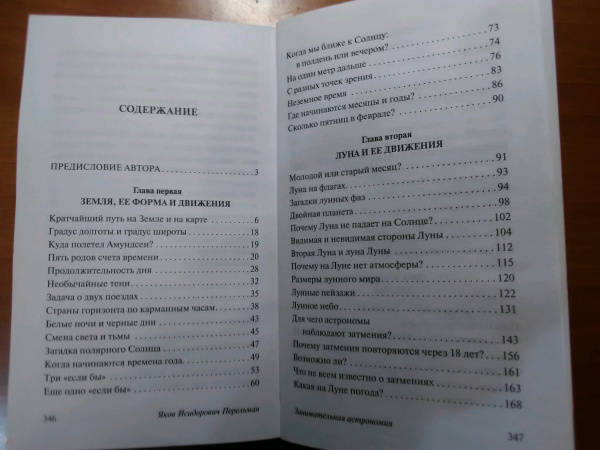 СОДЕРЖАНИЕ
ПРЕДИСЛОВИЕ АВТОРА 3
Глава первая
ЗЕМЛЯ, ЕЕ ФОРМА И ДВИЖЕНИЯ
Кратчайший путь на Земле и на карте 6
Градус долготы и градус широты 18
Куда полетел Амундсен? 19
Пять родов счета времени 20
Продолжительность дня 28
Необычайные тени 32
Задача о двух поездах 35
Страны горизонта по карманным часам 38
Белые ночи и черные дни 43
Смена света и тьмы 45
Загадка полярного Солнца 47
Когда начинаются времена года 49
Три «если бы» 53
Еще одно «если бы» 60
346
Яков Исидорович Перельман
Когда мы ближе к Солнцу:
в полдень или вечером? 73
На один метр дальше 74
С разных точек зрения 76
Неземное время 83
Где начинаются месяцы и годы? 86
Сколько пятниц в феврале? 90
Глава вторая
ЛУНА И ЕЕ ДВИЖЕНИЯ
Молодой или старый месяц? 91
Луна на флагах 93
Загадки лунных фаз 94
Двойная планета 98
Почему Луна не падает на Солнце? 102
Видимая и невидимая стороны Луны 104
Вторая Луна и луна Луны 112
Почему на Луне нет атмосферы? 115
Размеры лунного мира 120
Лунные пейзажи 122
Лунное небо 131
Для чего астрономы
наблюдают затмения? 143
Почему затмения повторяются через 18 лет? 156
Возможно ли? 161
Что не всем известно о затмениях 163
Какая на Луне погода? 168
Занимательная астрономия
347